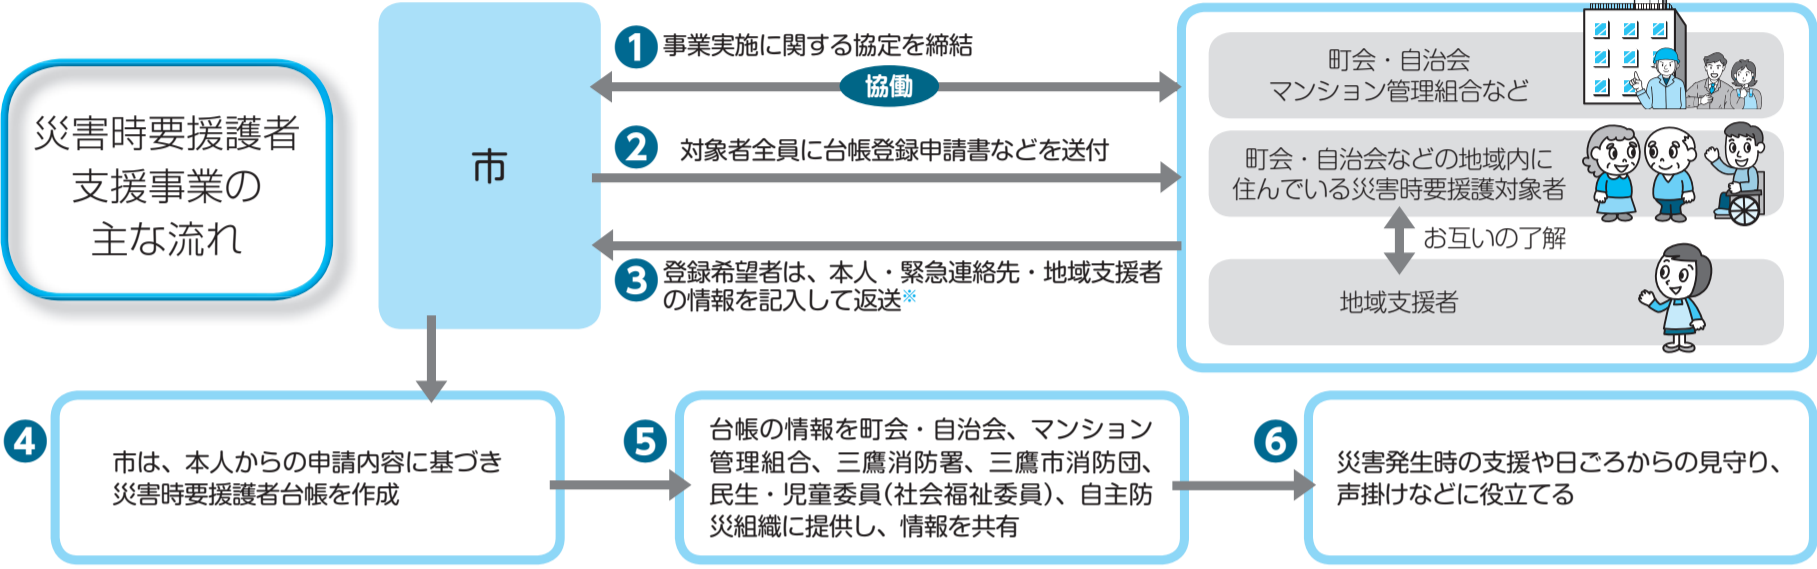 災害時要援護者
支援事業の
主な流れ
市
1 事業実施に関する協定を締結
協働
2 対象者全員に台帳登録申請書などを送付
3 登録希望者は、本人・緊急連絡先・地域支援者
の情報を記入して返送※
町会・自治会
マンション管理組合など
町会・自治会などの地域内に
住んでいる災害時要援護対象者
お互いの了解
地域支援者
4
市は、本人からの申請内容に基づき
災害時要援護者台帳を作成
5
台帳の情報を町会・自治会、マンション
管理組合、三鷹消防署、三鷹市消防団、
民生・児童委員(社会福祉委員)、自主防
災組織に提供し、情報を共有
6
災害発生時の支援や日ごろからの見守り、
声掛けなどに役立てる